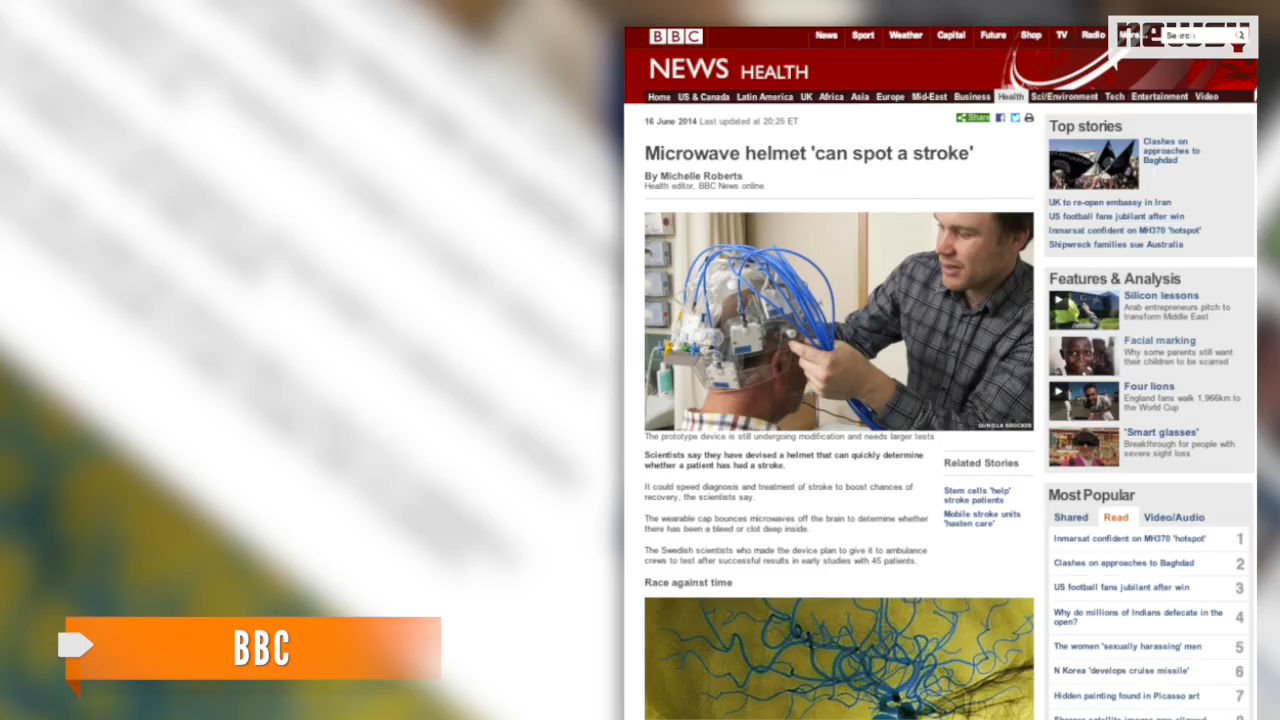 newsy
BBC
News Sport Weather Capital Future Shop TV Radio More... Search
NEWS HEALTH
Home US & Canada Latin America UK Africa Asia Europe Mid-East Business Health Sci/Environment Tech Entertainment Video
16 June 2014 Last updated at 20:25 ET
Share
Microwave helmet 'can spot a stroke'
By Michelle Roberts
Health editor, BBC News online
GUNILLA BROCKER
The prototype device is still undergoing modification and needs larger tests
Scientists say they have devised a helmet that can quickly determine
whether a patient has had a stroke.
It could speed diagnosis and treatment of stroke to boost chances of
recovery, the scientists say.
The wearable cap bounces microwaves off the brain to determine whether
there has been a bleed or clot deep inside.
The Swedish scientists who made the device plan to give it to ambulance
crews to test after successful results in early studies with 45 patients.
Race against time
Related Stories
Stem cells 'help'
stroke patients
Mobile stroke units
'hasten care'
Top stories
Clashes on
approaches to
Baghdad
UK to re-open embassy in Iran
US football fans jubilant after win
Inmarsat confident on MH370 'hotspot'
Shipwreck families sue Australia
Features & Analysis
Silicon lessons
Arab entrepreneurs pitch to
transform Middle East
Facial marking
Why some parents still want
their children to be scarred
Four lions
England fans walk 1,966km to
the World Cup
'Smart glasses'
Breakthrough for people with
severe sight loss
Most Popular
Shared Read Video/Audio
Inmarsat confident on MH370 'hotspot' 1
Clashes on approaches to Baghdad 2
US football fans jubilant after win 3
Why do millions of Indians defecate in the
open? 4
The women 'sexually harassing' men 5
N Korea 'develops cruise missile' 6
Hidden painting found in Picasso art 7
BBC